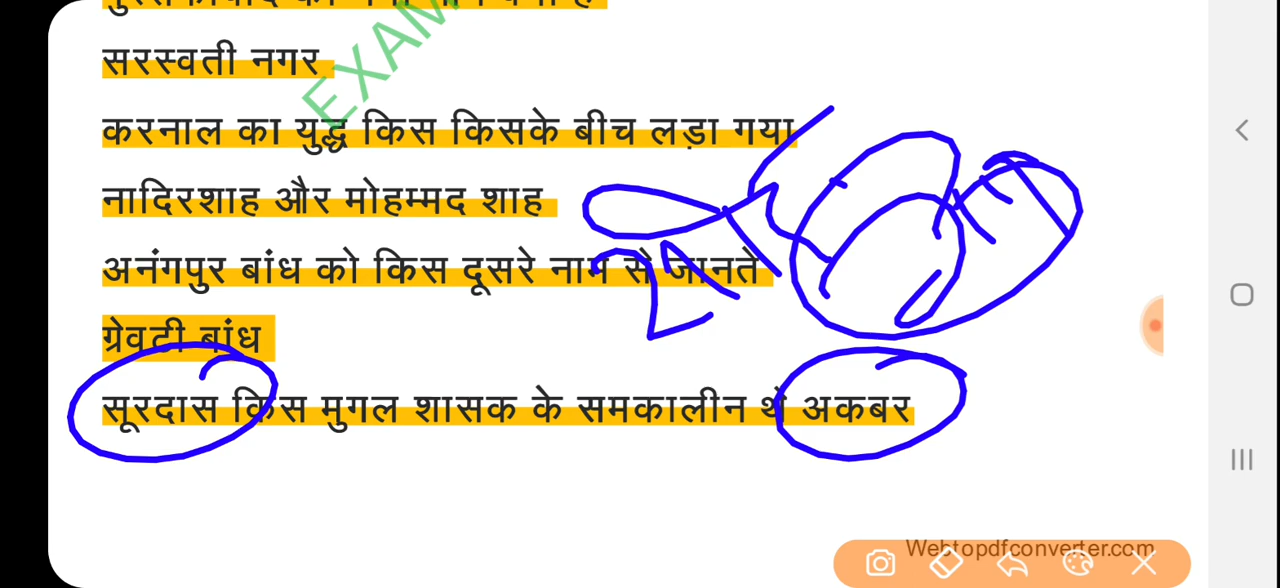 सरस्वती नगर
EXAM
करनाल का युद्ध किस किसके बीच लड़ा गया
नादिरशाह और मोहम्मद शाह
अनंगपुर बांध को किस दूसरे नाम से जानते
ग्रेवटी बांध
सूरदास किस मुगल शासक के समकालीन थे अकबर
Webtopdfconverter.com